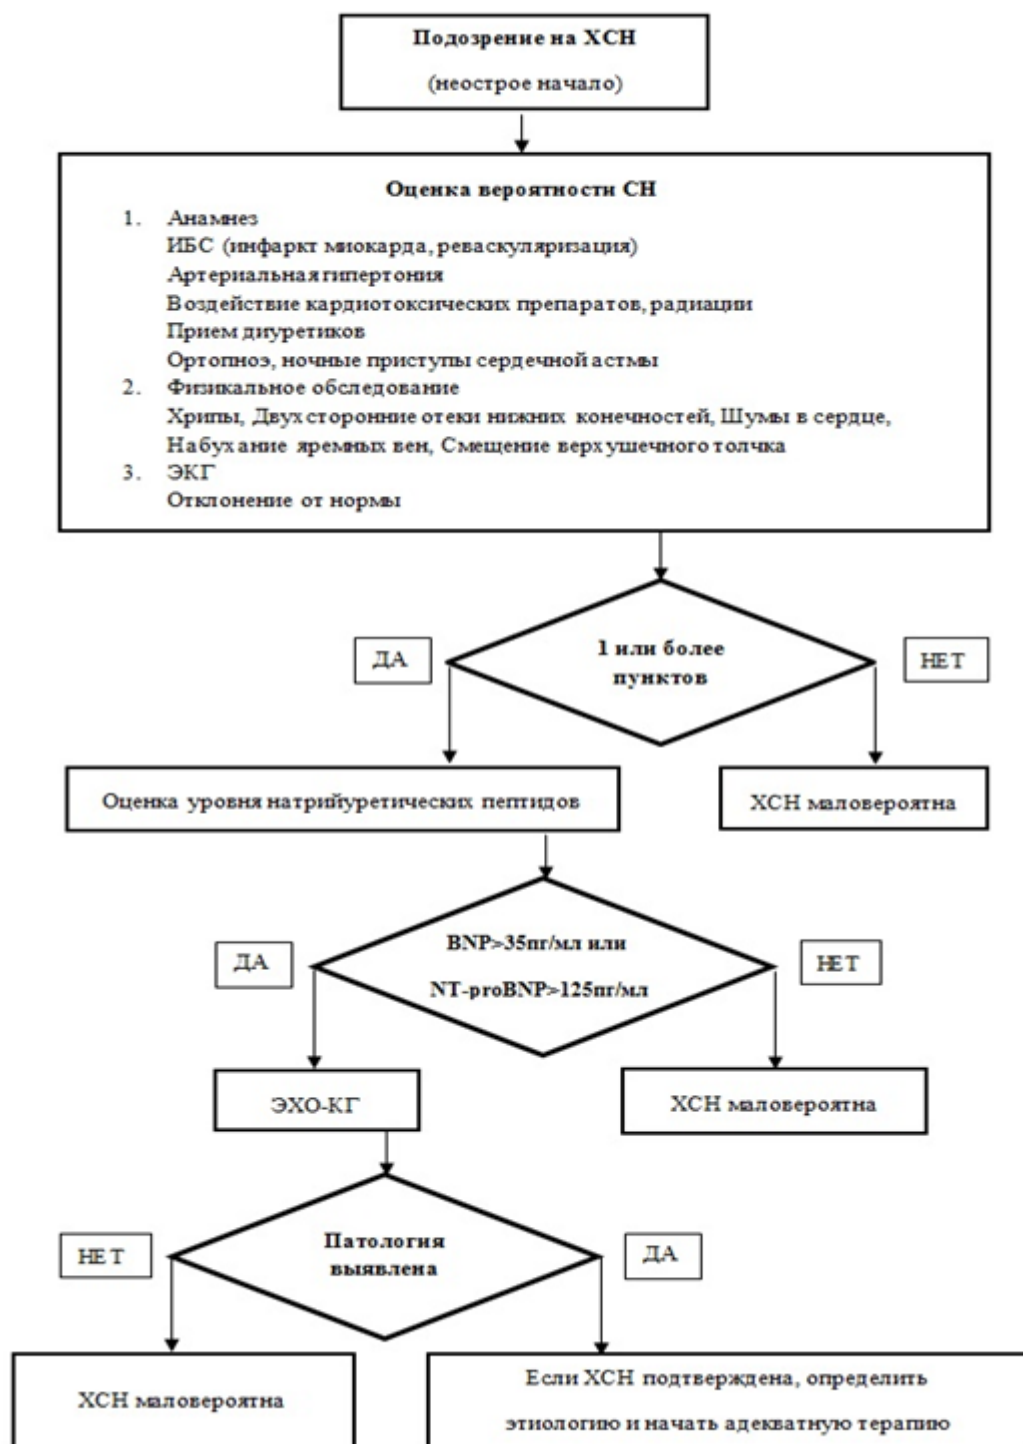 Подозрение на ХСН
(неострое начало)
Оценка вероятности СН
1. Анамнез
ИБС (инфаркт миокарда, реваскуляризация)
Артериальная гипертония
Воздействие кардиотоксических препаратов, радиации
Прием диуретиков
Ортопноэ, ночные приступы сердечной астмы
2. Физикальное обследование
Хрипы, Двухсторонние отеки нижних конечностей, Шумы в сердце,
Набухание яремных вен, Смещение верхушечного толчка
3. ЭКГ
Отклонение от нормы
ДА
1 или более
пунктов
НЕТ
Оценка уровня натрийуретических пептидов
ХСН маловероятна
ДА
BNP>35пг/мл или
NT-proBNP>125пг/мл
НЕТ
ЭХО-КГ
ХСН маловероятна
НЕТ
Патология
выявлена
ДА
ХСН маловероятна
Если ХСН подтверждена, определить
этиологию и начать адекватную терапию